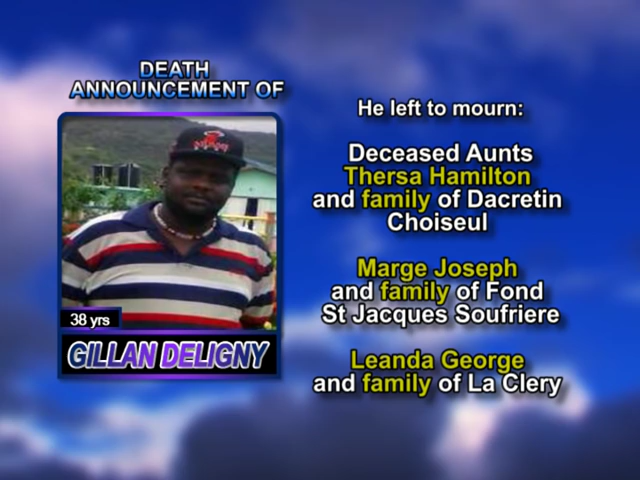 DEATH
ANNOUNCEMENT OF
38 yrs
GILLAN DELIGNY
He left to mourn:
Deceased Aunts
Thersa Hamilton
and family of Dacretin
Choiseul
Marge Joseph
and family of Fond
St Jacques Soufriere
Leanda George
and family of La Clery